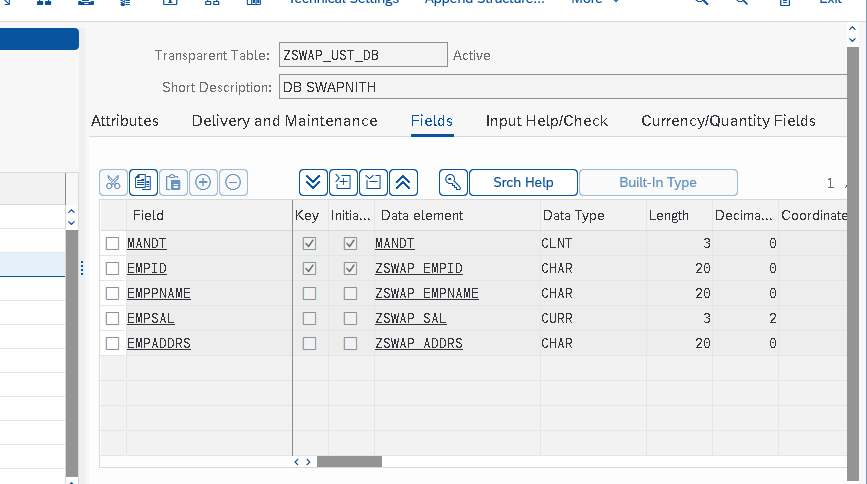 Technical Settings Append Structure... More Exit
Transparent Table: ZSWAP_UST_DB Active
Short Description: DB SWAPNITH
Attributes Delivery and Maintenance Fields Input Help/Check Currency/Quantity Fields
Srch Help Built-In Type 1 /
Field Key Initia... Data element Data Type Length Decima... Coordinate
MANDT MANDT CLNT 3 0
EMPID ZSWAP_EMPID CHAR 20 0
EMPPNAME ZSWAP_EMPNAME CHAR 20 0
EMPSAL ZSWAP_SAL CURR 3 2
EMPADDRS ZSWAP_ADDRS CHAR 20 0